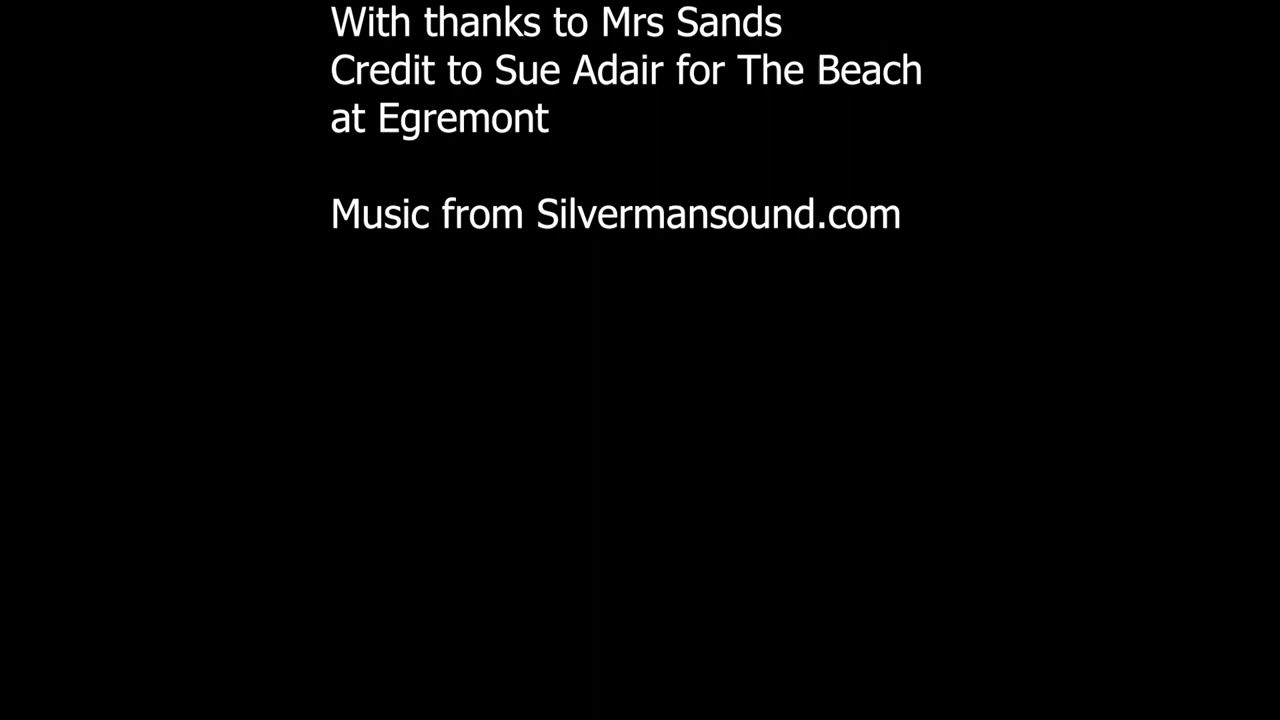 With thanks to Mrs Sands
Credit to Sue Adair for The Beach
at Egremont
Music from Silvermansound.com